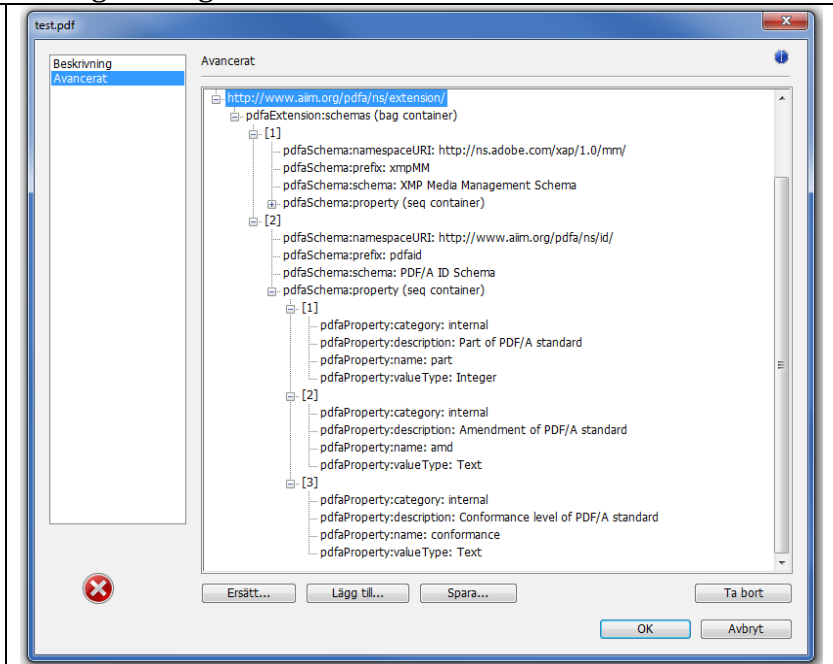 test.pdf
Beskrivning
Avancerat
Avancerat
http://www.aiim.org/pdfa/ns/extension/
pdfaExtension:schemas (bag container)
[1]
pdfaSchema:namespaceURI: http://ns.adobe.com/xap/1.0/mm/
pdfaSchema:prefix: xmpMM
pdfaSchema:schema: XMP Media Management Schema
pdfaSchema:property (seq container)
[2]
pdfaSchema:namespaceURI: http://www.aiim.org/pdfa/ns/id/
pdfaSchema:prefix: pdfaid
pdfaSchema:schema: PDF/A ID Schema
pdfaSchema:property (seq container)
[1]
pdfaProperty:category: internal
pdfaProperty:description: Part of PDF/A standard
pdfaProperty:name: part
pdfaProperty:valueType: Integer
[2]
pdfaProperty:category: internal
pdfaProperty:description: Amendment of PDF/A standard
pdfaProperty:name: amd
pdfaProperty:valueType: Text
[3]
pdfaProperty:category: internal
pdfaProperty:description: Conformance level of PDF/A standard
pdfaProperty:name: conformance
pdfaProperty:valueType: Text
Ersätt... Lägg till... Spara... Ta bort
OK Avbryt